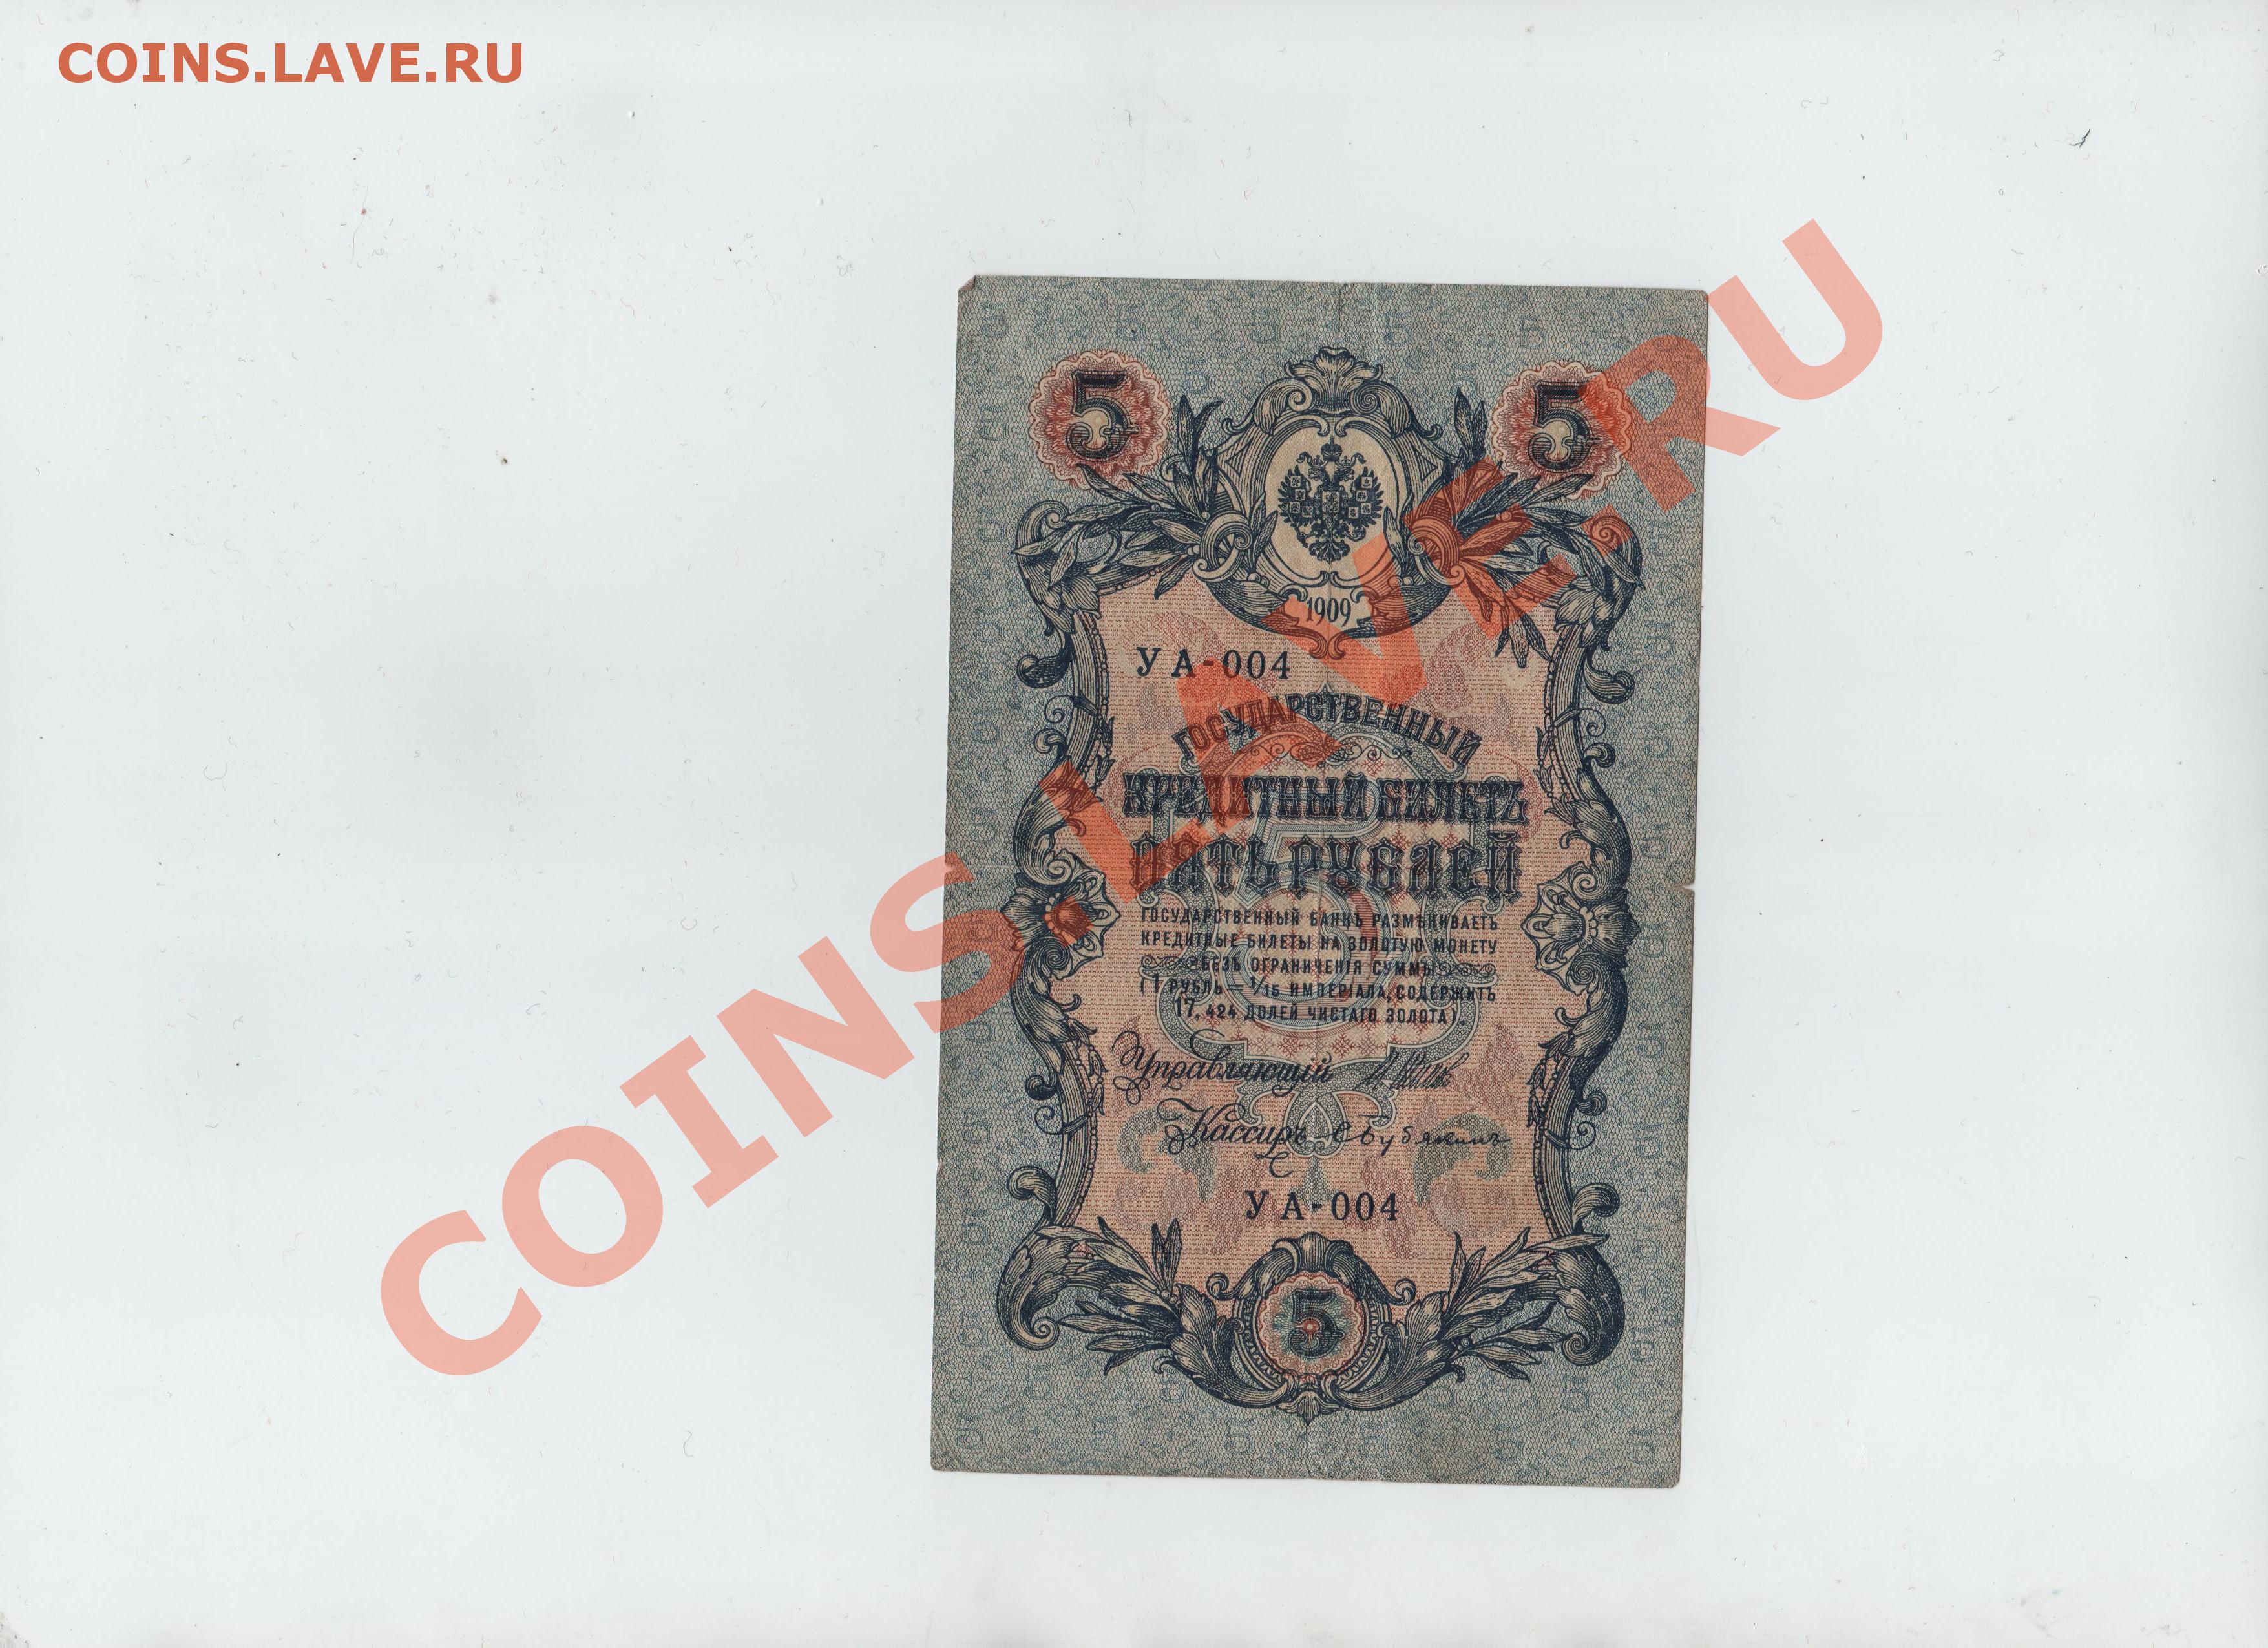 COINS.LAVE.RU
5 5
1909
УА-004
ГОСУДАРСТВЕННЫЙ
КРЕДИТНЫЙ БИЛЕТЪ
ПЯТЬ РУБЛЕЙ
ГОСУДАРСТВЕННЫЙ БАНКЪ РАЗМѢНИВАЕТЪ
КРЕДИТНЫЕ БИЛЕТЫ НА ЗОЛОТУЮ МОНЕТУ
БЕЗЪ ОГРАНИЧЕНІЯ СУММЫ
(1 РУБЛЬ = 1/15 ИМПЕРІАЛА, СОДЕРЖИТЪ
17,424 ДОЛЕЙ ЧИСТАГО ЗОЛОТА).
Управляющій
Кассиръ С Бубякинъ
УА-004
5
COINS.LAVE.RU